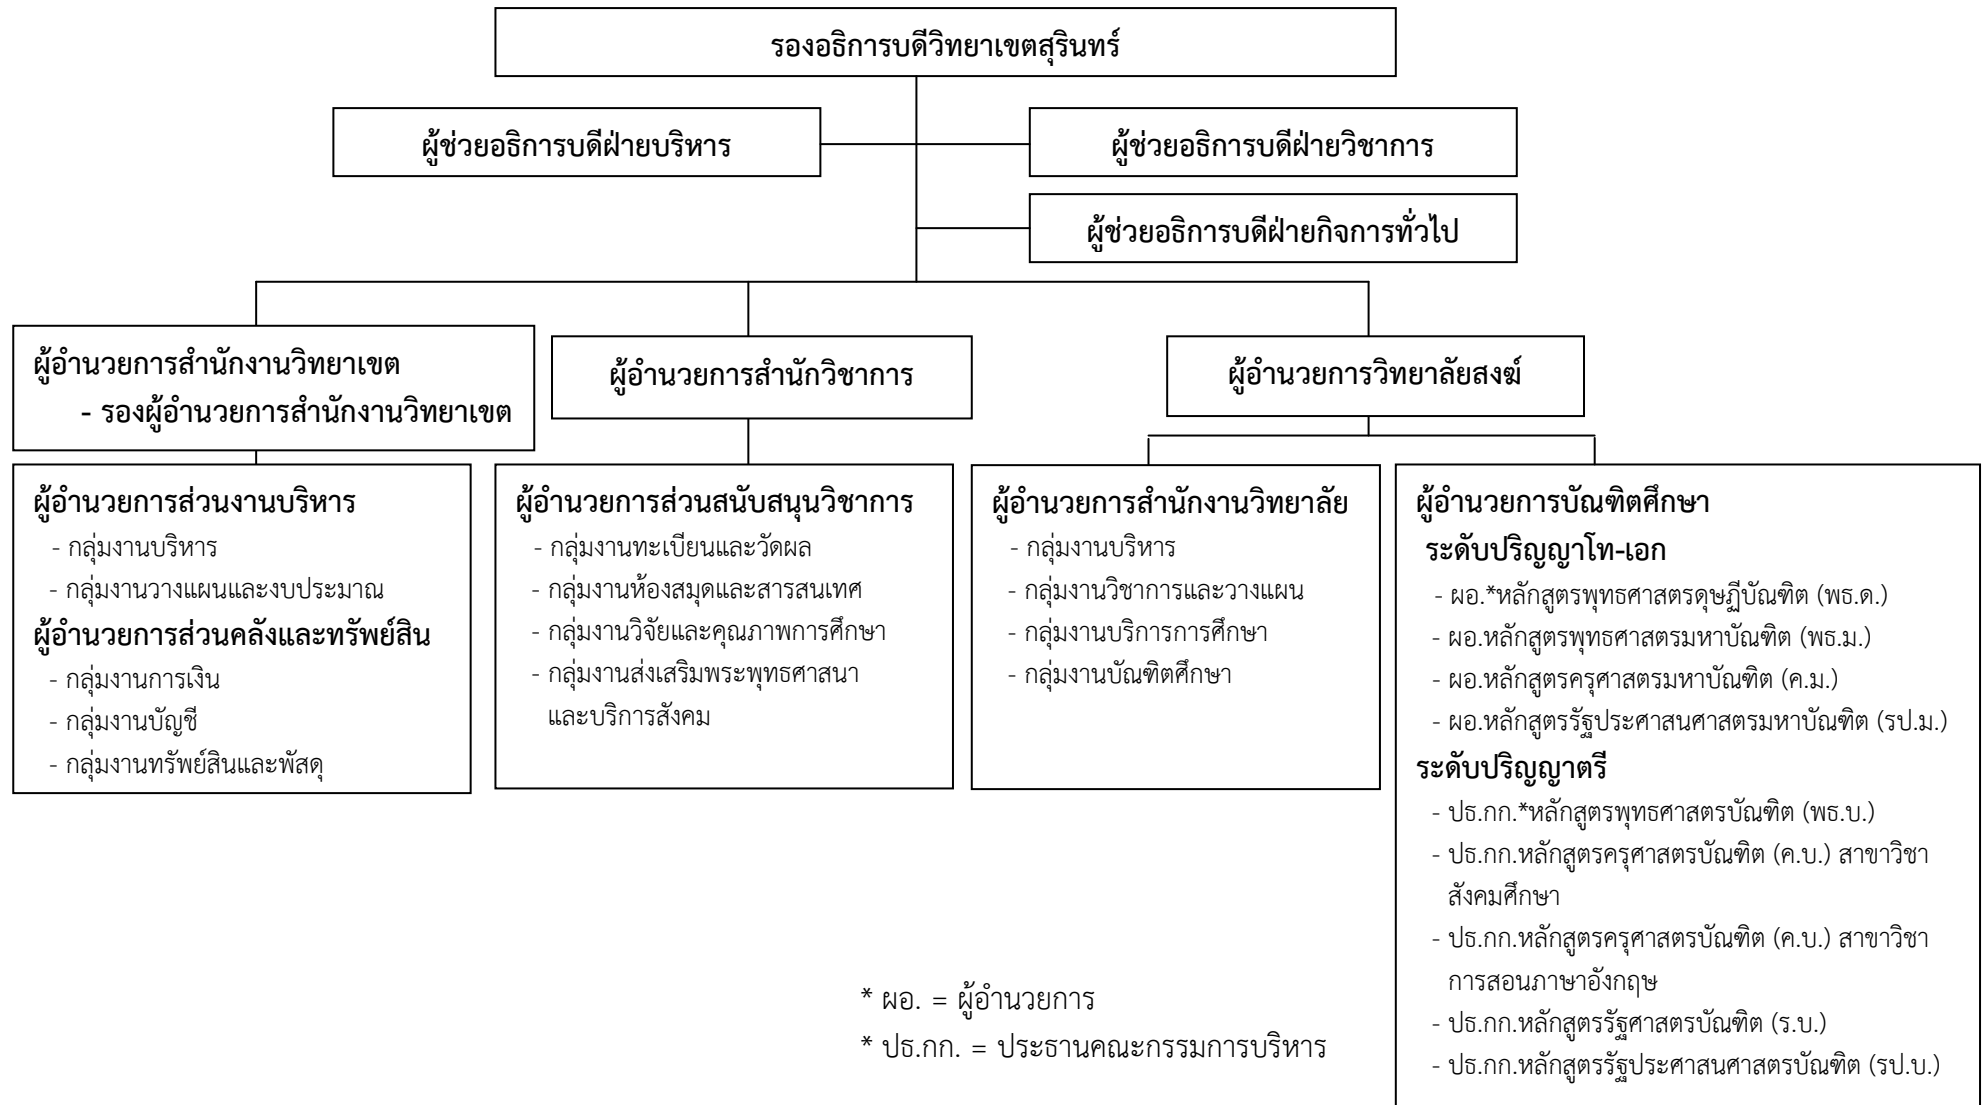 รองอธิการบดีวิทยาเขตสุรินทร์
ผู้ช่วยอธิการบดีฝ่ายบริหาร
ผู้ช่วยอธิการบดีฝ่ายวิชาการ
ผู้ช่วยอธิการบดีฝ่ายกิจการทั่วไป
ผู้อำนวยการสำนักงานวิทยาเขต
- รองผู้อำนวยการสำนักงานวิทยาเขต
ผู้อำนวยการสำนักวิชาการ
ผู้อำนวยการวิทยาลัยสงฆ์
ผู้อำนวยการส่วนงานบริหาร
- กลุ่มงานบริหาร
- กลุ่มงานวางแผนและงบประมาณ
ผู้อำนวยการส่วนคลังและทรัพย์สิน
- กลุ่มงานการเงิน
- กลุ่มงานบัญชี
- กลุ่มงานทรัพย์สินและพัสดุ
ผู้อำนวยการส่วนสนับสนุนวิชาการ
- กลุ่มงานทะเบียนและวัดผล
- กลุ่มงานห้องสมุดและสารสนเทศ
- กลุ่มงานวิจัยและคุณภาพการศึกษา
- กลุ่มงานส่งเสริมพระพุทธศาสนา
และบริการสังคม
ผู้อำนวยการสำนักงานวิทยาลัย
- กลุ่มงานบริหาร
- กลุ่มงานวิชาการและวางแผน
- กลุ่มงานบริการการศึกษา
- กลุ่มงานบัณฑิตศึกษา
ผู้อำนวยการบัณฑิตศึกษา
ระดับปริญญาโท-เอก
- ผอ.*หลักสูตรพุทธศาสตรดุษฎีบัณฑิต (พธ.ด.)
- ผอ.หลักสูตรพุทธศาสตรมหาบัณฑิต (พธ.ม.)
- ผอ.หลักสูตรครุศาสตรมหาบัณฑิต (ค.ม.)
- ผอ.หลักสูตรรัฐประศาสนศาสตรมหาบัณฑิต (รป.ม.)
ระดับปริญญาตรี
- ปธ.กก.*หลักสูตรพุทธศาสตรบัณฑิต (พธ.บ.)
- ปธ.กก.หลักสูตรครุศาสตรบัณฑิต (ค.บ.) สาขาวิชา
สังคมศึกษา
- ปธ.กก.หลักสูตรครุศาสตรบัณฑิต (ค.บ.) สาขาวิชา
การสอนภาษาอังกฤษ
- ปธ.กก.หลักสูตรรัฐศาสตรบัณฑิต (ร.บ.)
- ปธ.กก.หลักสูตรรัฐประศาสนศาสตรบัณฑิต (รป.บ.)
* ผอ. = ผู้อำนวยการ
* ปธ.กก. = ประธานคณะกรรมการบริหาร